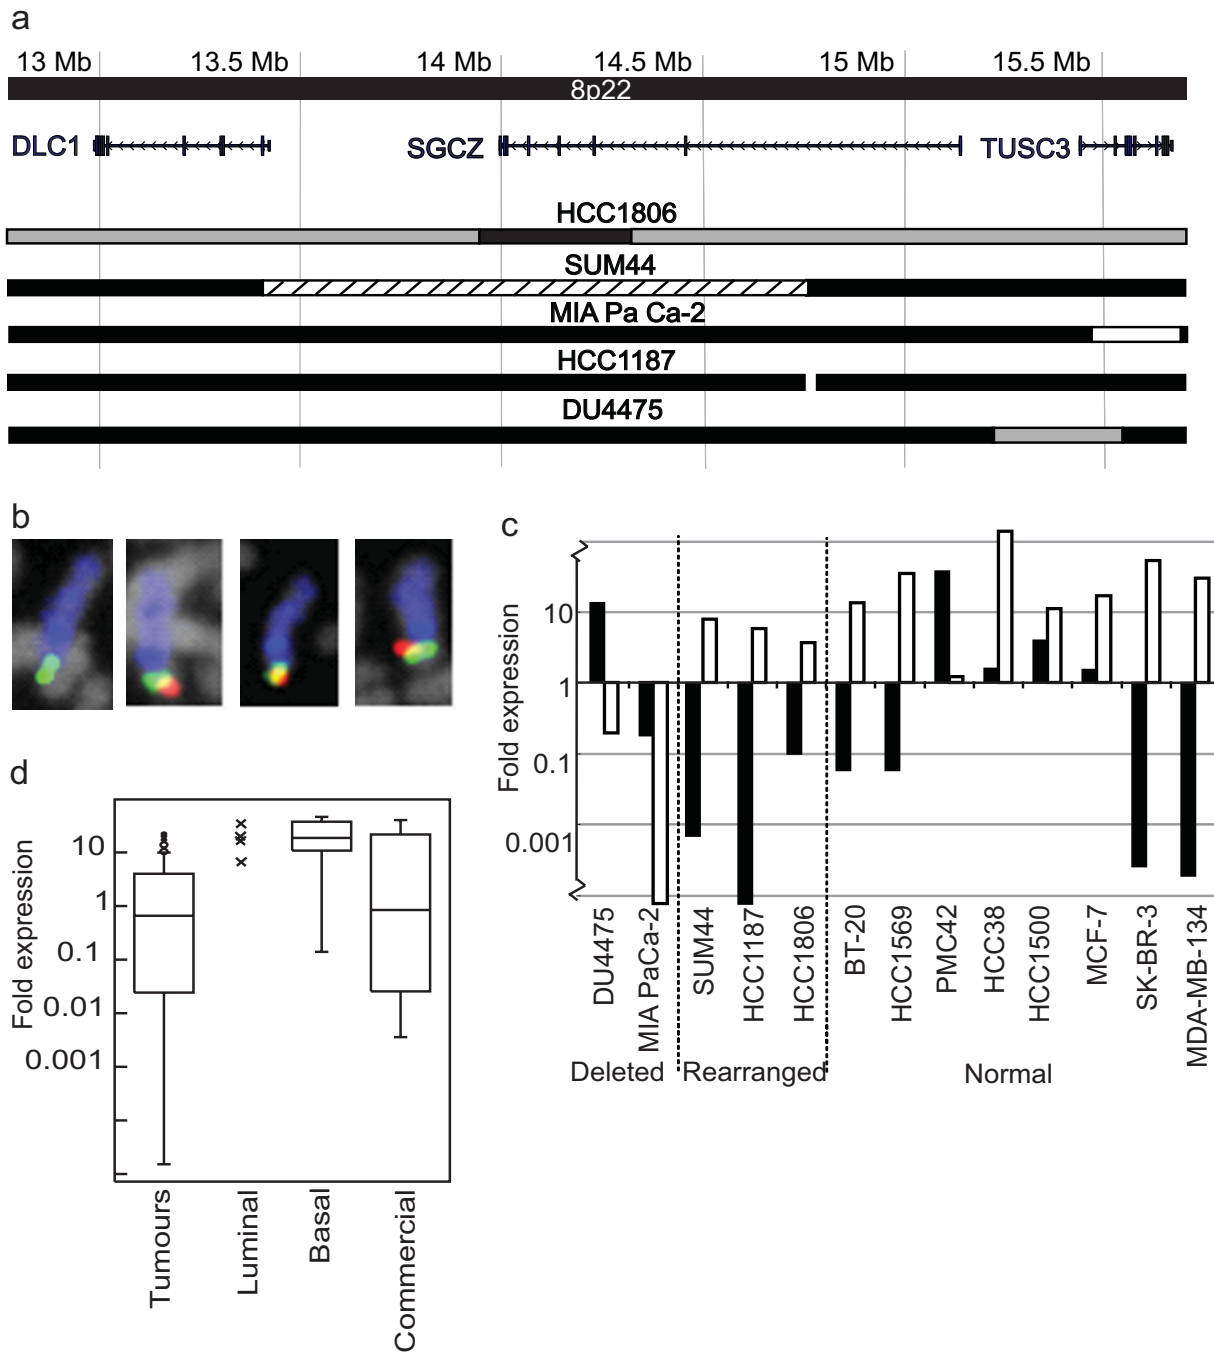 a
13 Mb 13.5 Mb 14 Mb 14.5 Mb 15 Mb 15.5 Mb
8p22
DLC1 SGCZ TUSC3
HCC1806
SUM44
MIA Pa Ca-2
HCC1187
DU4475
b
c
Fold expression
10
1
0.1
0.001
DU4475
MIA PaCa-2
SUM44
HCC1187
HCC1806
BT-20
HCC1569
PMC42
HCC38
HCC1500
MCF-7
SK-BR-3
MDA-MB-134
Deleted Rearranged Normal
d
Fold expression
10
1
0.1
0.01
0.001
Tumours
Luminal
Basal
Commercial